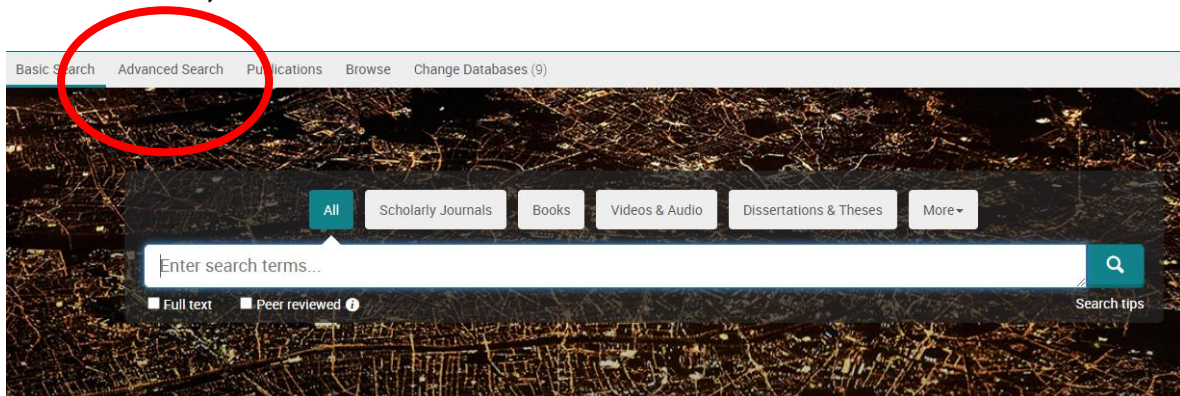 Basic Search Advanced Search Publications Browse Change Databases (9)
All Scholarly Journals Books Videos & Audio Dissertations & Theses More
Enter search terms...
Full text Peer reviewed i Search tips